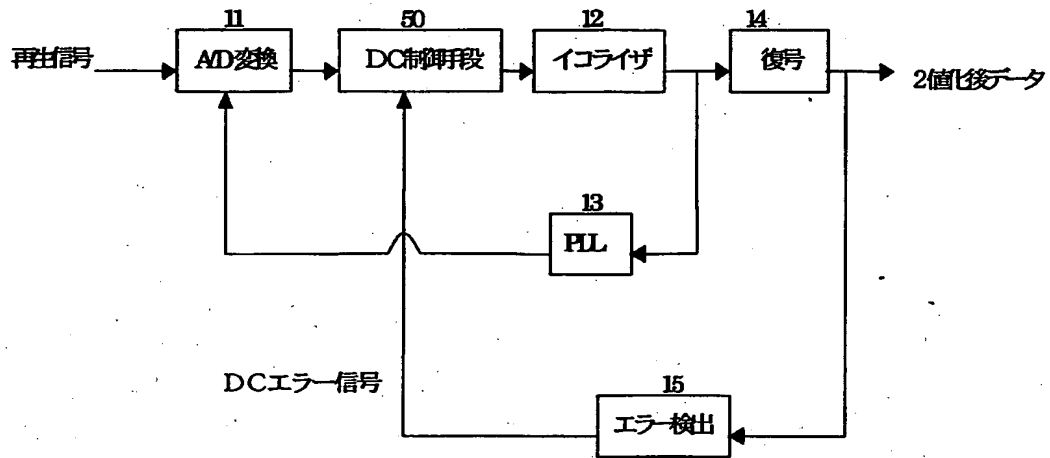 11
50
12
14
再生信号
A/D変換
DC制御手段
イコライザ
復号
2値化後データ
13
PLL
DCエラー信号
15
エラー検出